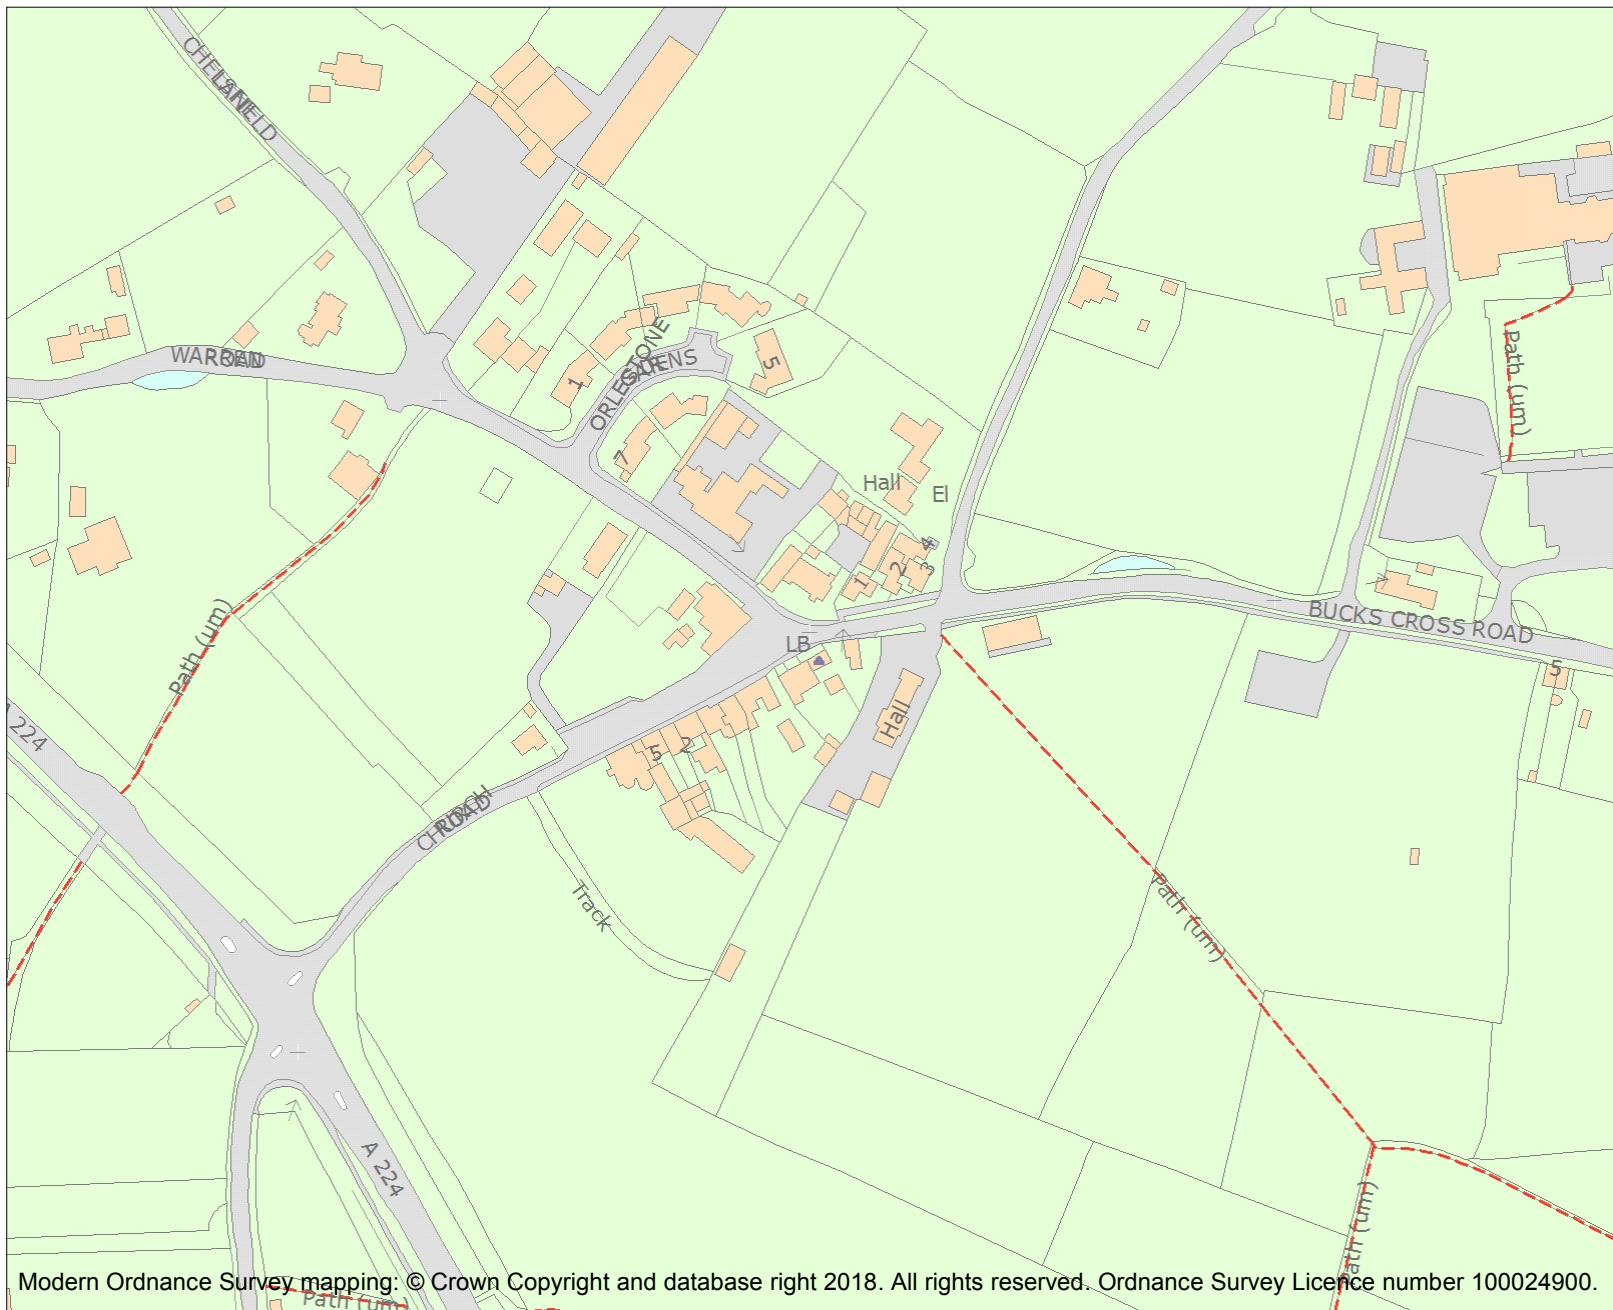 CHELSFIELD
LANE
WARREN
ROAD
ORLESTONE
GARDENS
1
5
7
Hall
El
4
3
2
1
Path (um)
Path (um)
BUCKS CROSS ROAD
5
LB
Hall
5
2
A 224
CHURCH
ROAD
Track
Path (um)
A 224
Path (um)
Path (um)
Modern Ordnance Survey mapping: © Crown Copyright and database right 2018. All rights reserved. Ordnance Survey Licence number 100024900.